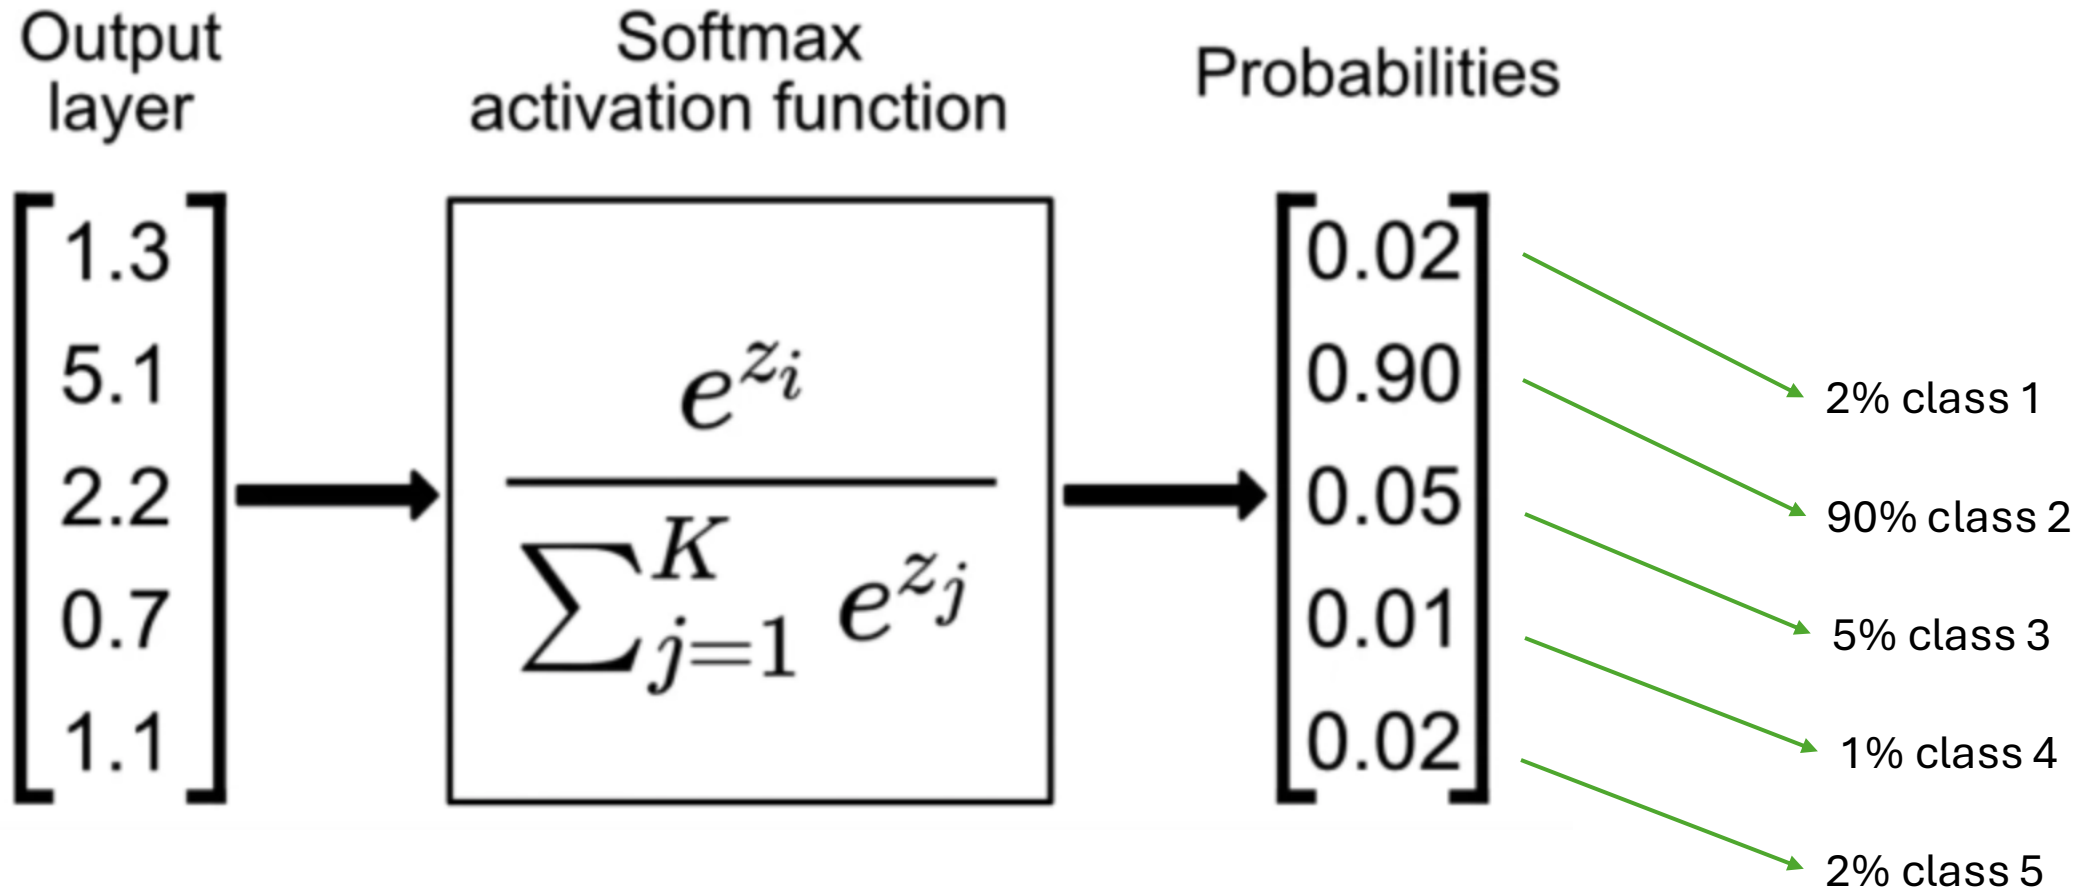 Output
layer
1.3
5.1
2.2
0.7
1.1
Softmax
activation function
e^{z_i}
∑_{j=1}^{K} e^{z_j}
Probabilities
0.02
0.90
0.05
0.01
0.02
2% class 1
90% class 2
5% class 3
1% class 4
2% class 5